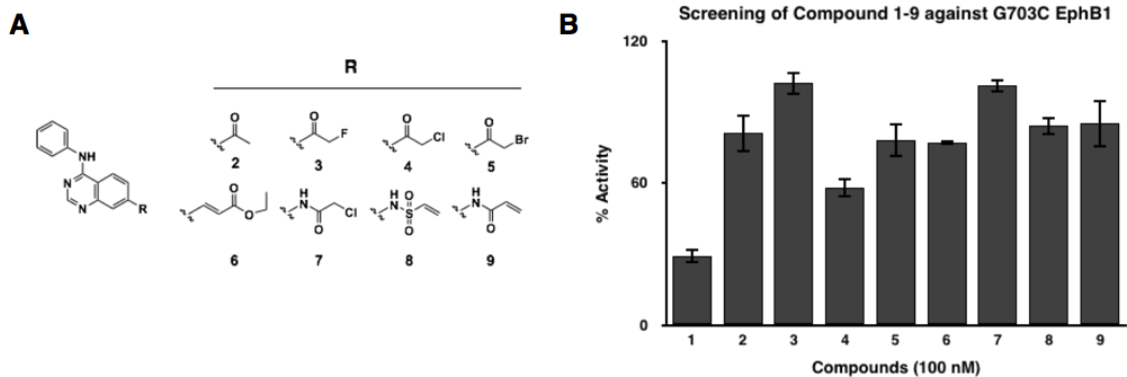 A
R
O
O
F
O
Cl
O
Br
2
3
4
5
NH
N
N
R
O
O
H
N
Cl
O
H
N
O
S
O
H
N
O
6
7
8
9
B
Screening of Compound 1-9 against G703C EphB1
120
60
0
% Activity
1 2 3 4 5 6 7 8 9
Compounds (100 nM)